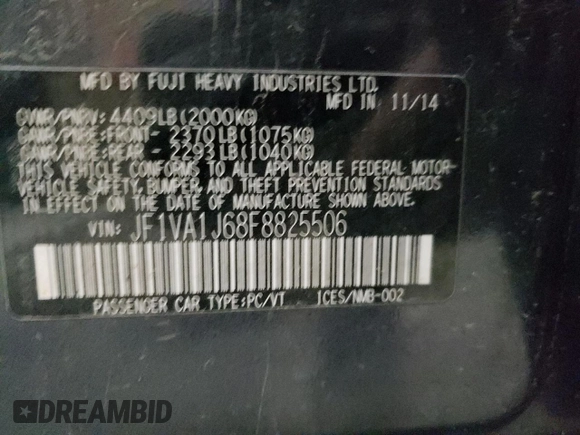 MFD BY FUJI HEAVY INDUSTRIES LTD.
MFD IN 11/14
GVWR/PNBV: 4409LB(2000KG)
GAWR/PNBE:FRONT- 2370LB(1075KG)
GAWR/PNBE:REAR - 2293LB(1040KG)
THIS VEHICLE CONFORMS TO ALL APPLICABLE FEDERAL MOTOR-
VEHICLE SAFETY, BUMPER, AND THEFT PREVENTION STANDARDS
IN EFFECT ON THE DATE OF MANUFACTURE SHOWN ABOVE.
VIN: JF1VA1J68F8825506
PASSENGER CAR TYPE:PC/VT ICES/NMB-002
DREAMBID